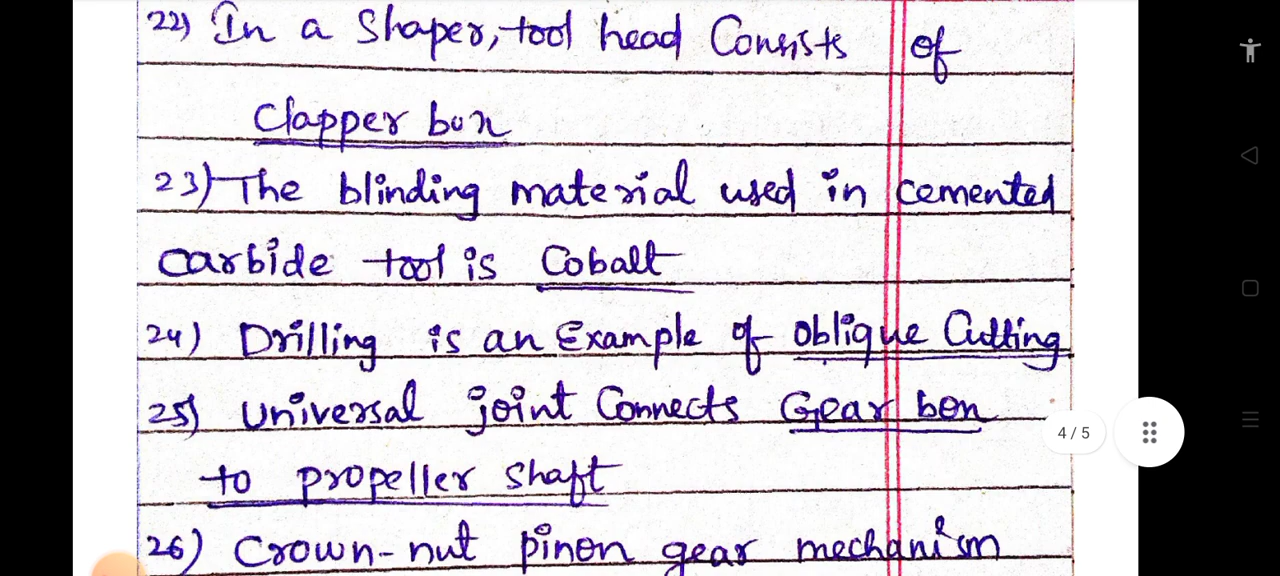 22) In a Shaper, tool head Consists of
Clapper box
23) The blinding material used in cemented
carbide tool is Cobalt
24) Drilling is an Example of oblique Cutting
25) universal joint Connects Gear box
to propeller shaft
4 / 5
26) Crown-nut pinon gear mechanism